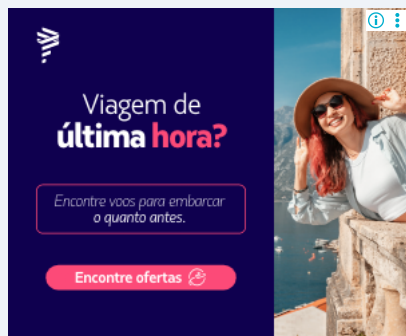 Viagem de
última hora?
Encontre voos para embarcar
o quanto antes.
Encontre ofertas